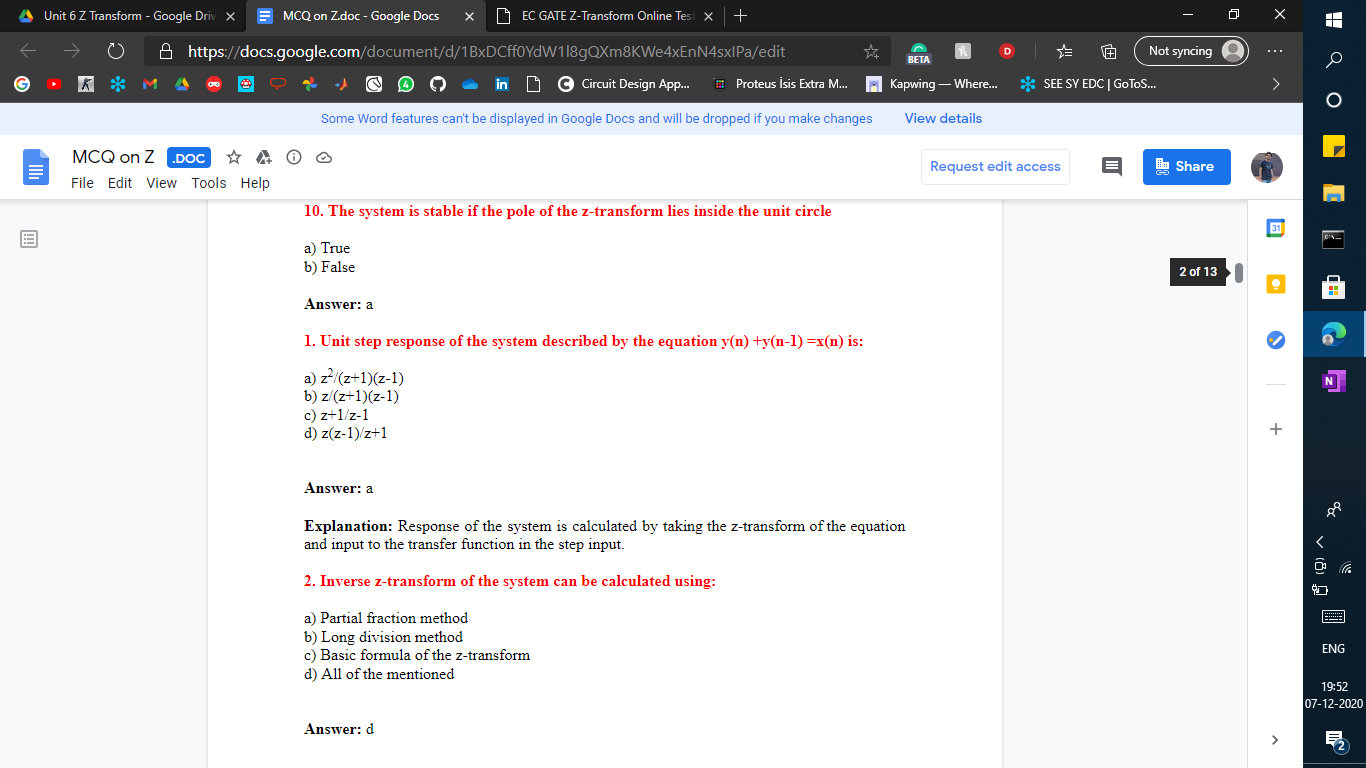 Unit 6 Z Transform - Google Driv
MCQ on Z.doc - Google Docs
EC GATE Z-Transform Online Test
https://docs.google.com/document/d/1BxDCff0YdW1l8gQXm8KWe4xEnN4sxIPa/edit
BETA
D
Not syncing
Circuit Design App...
Proteus İsis Extra M...
Kapwing — Where...
SEE SY EDC | GoToS...
Some Word features can't be displayed in Google Docs and will be dropped if you make changes
View details
MCQ on Z
.DOC
File Edit View Tools Help
Request edit access
Share
10. The system is stable if the pole of the z-transform lies inside the unit circle
a) True
b) False
Answer: a
1. Unit step response of the system described by the equation y(n) +y(n-1) =x(n) is:
a) z²/(z+1)(z-1)
b) z/(z+1)(z-1)
c) z+1/z-1
d) z(z-1)/z+1
Answer: a
Explanation: Response of the system is calculated by taking the z-transform of the equation
and input to the transfer function in the step input.
2. Inverse z-transform of the system can be calculated using:
a) Partial fraction method
b) Long division method
c) Basic formula of the z-transform
d) All of the mentioned
Answer: d
2 of 13
31
N
ENG
19:52
07-12-2020
2